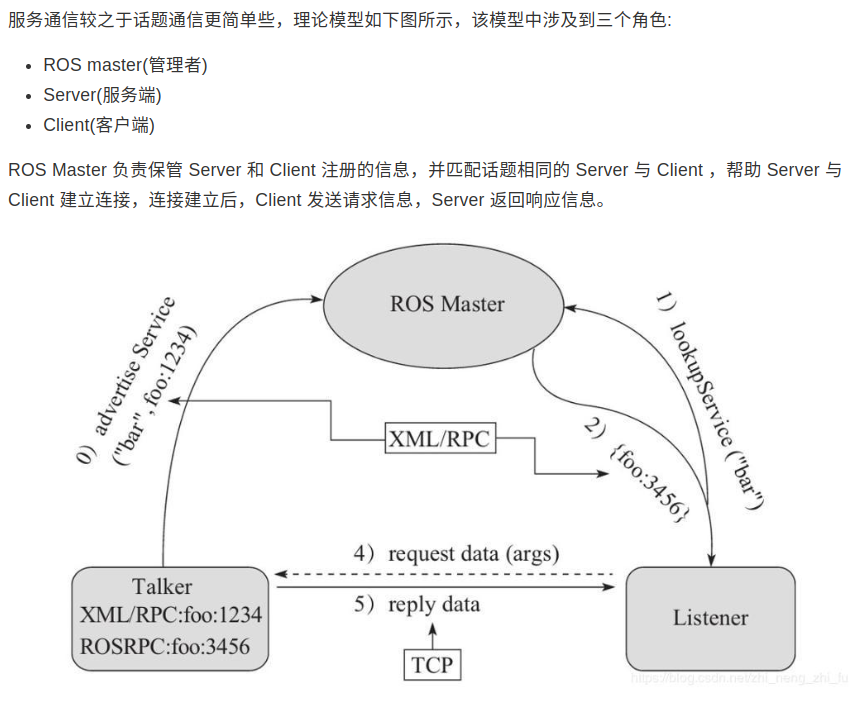 服务通信较之于话题通信更简单些，理论模型如下图所示，该模型中涉及到三个角色:
ROS master(管理者)
Server(服务端)
Client(客户端)
ROS Master 负责保管 Server 和 Client 注册的信息，并匹配话题相同的 Server 与 Client ，帮助 Server 与
Client 建立连接，连接建立后，Client 发送请求信息，Server 返回响应信息。
ROS Master
0）advertise Service
("bar",foo:1234)
1）lookupService ("bar")
XML/RPC
2）{foo:3456}
4）request data (args)
5）reply data
Talker
XML/RPC:foo:1234
ROSRPC:foo:3456
Listener
TCP
https://blog.csdn.net/zhi_neng_zhi_fu